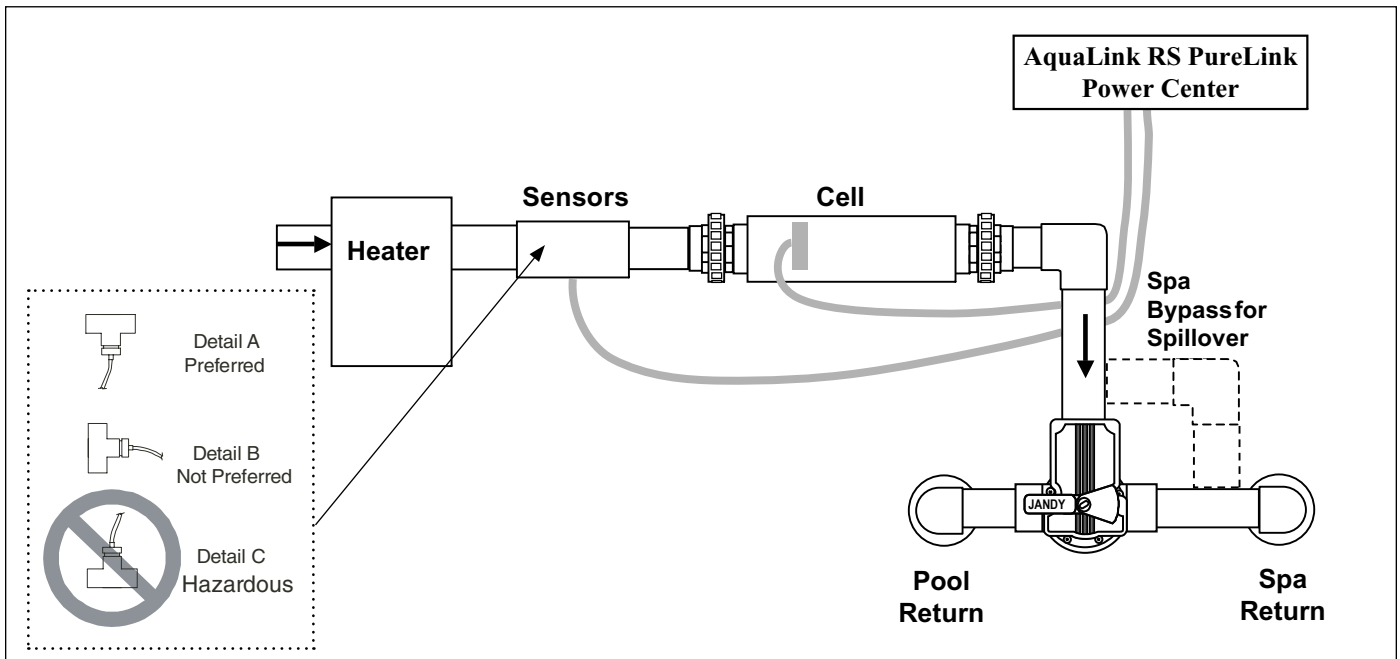 AquaLink RS PureLink
Power Center
Sensors
Cell
Heater
Spa
Bypass for
Spillover
Detail A
Preferred
Detail B
Not Preferred
Detail C
Hazardous
JANDY
Pool
Return
Spa
Return